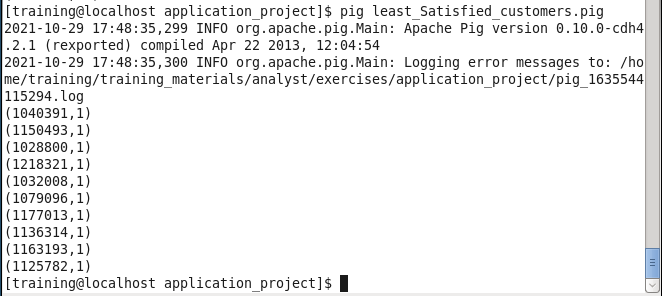 [training@localhost application_project]$ pig least_Satisfied_customers.pig
2021-10-29 17:48:35,299 INFO org.apache.pig.Main: Apache Pig version 0.10.0-cdh4
.2.1 (rexported) compiled Apr 22 2013, 12:04:54
2021-10-29 17:48:35,300 INFO org.apache.pig.Main: Logging error messages to: /ho
me/training/training_materials/analyst/exercises/application_project/pig_1635544
115294.log
(1040391,1)
(1150493,1)
(1028800,1)
(1218321,1)
(1032008,1)
(1079096,1)
(1177013,1)
(1136314,1)
(1163193,1)
(1125782,1)
[training@localhost application_project]$